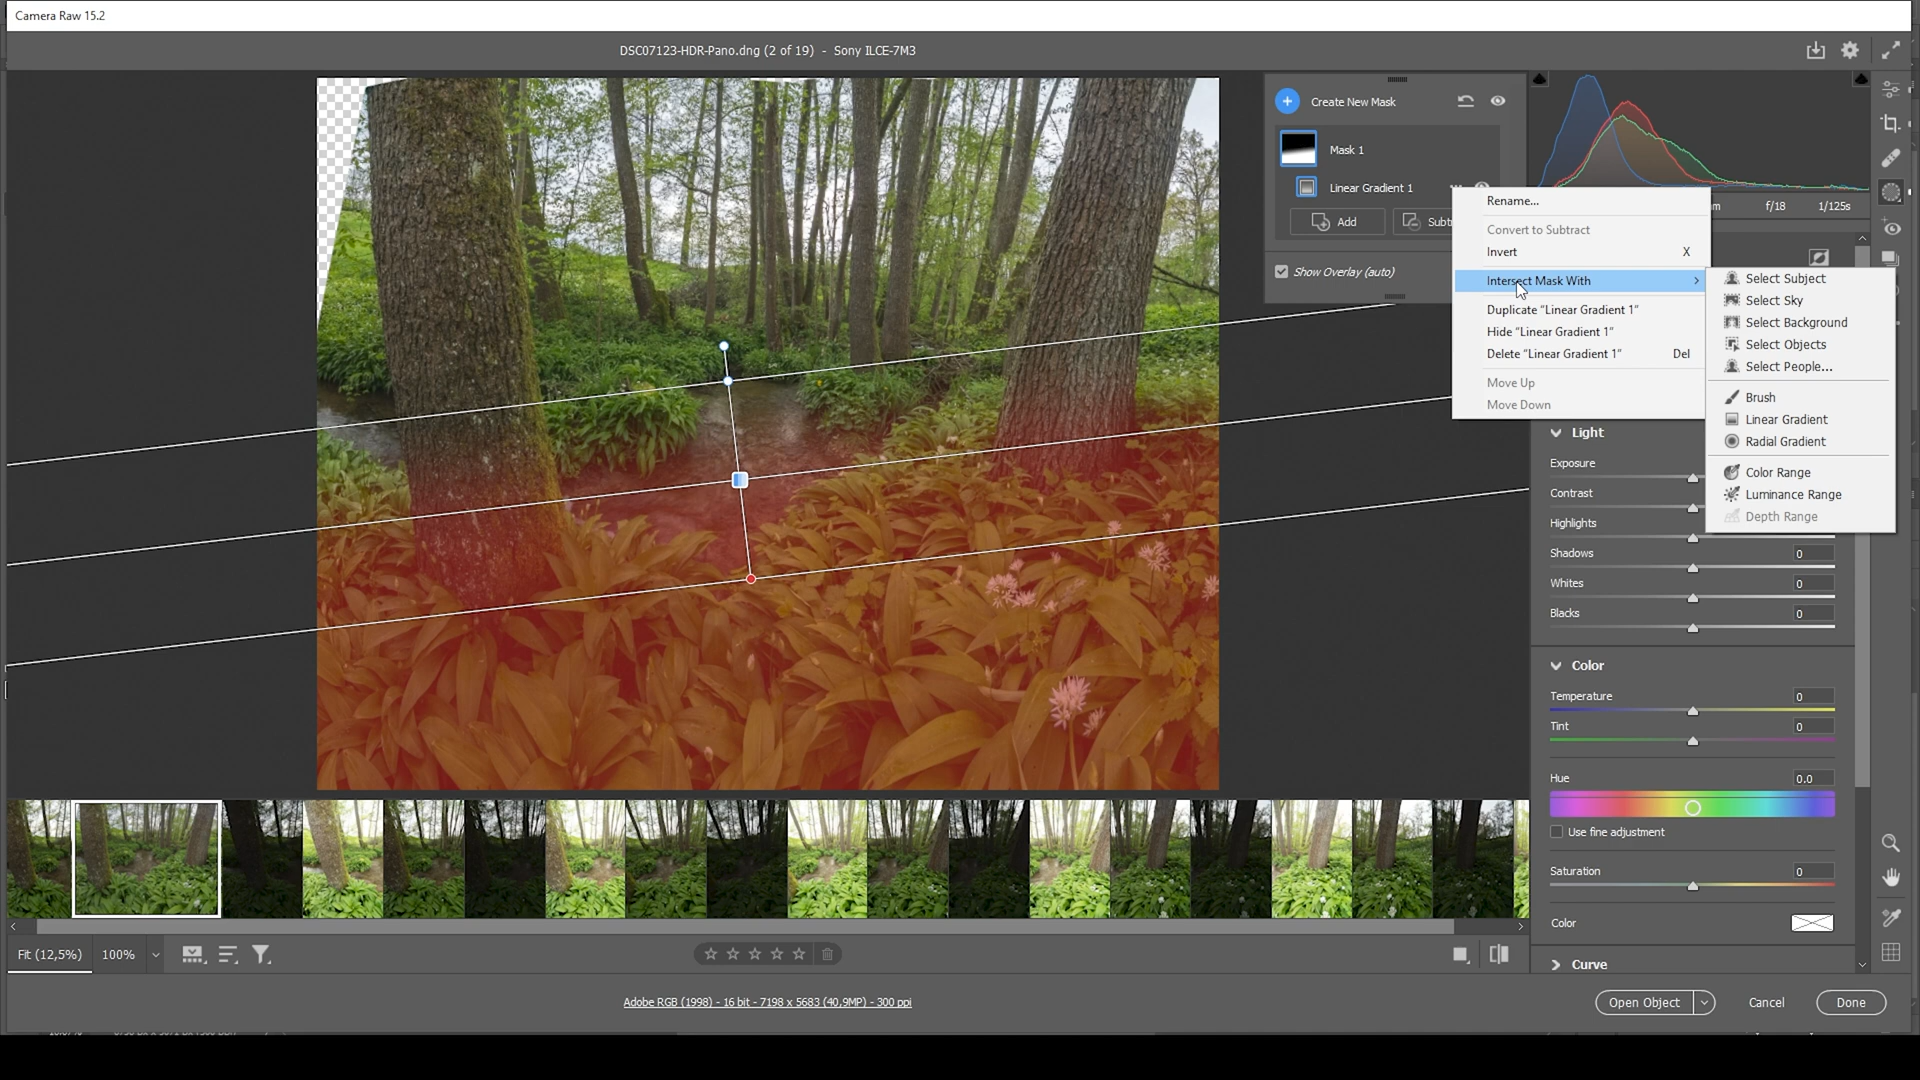 Camera Raw 15.2
DSC07123-HDR-Pano.dng (2 of 19) - Sony ILCE-7M3
Create New Mask
Mask 1
Linear Gradient 1
Add
Subt
Show Overlay (auto)
f/18
1/125s
Rename...
Convert to Subtract
Invert X
Intersect Mask With
Duplicate “Linear Gradient 1”
Hide “Linear Gradient 1”
Delete “Linear Gradient 1” Del
Move Up
Move Down
Select Subject
Select Sky
Select Background
Select Objects
Select People...
Brush
Linear Gradient
Radial Gradient
Color Range
Luminance Range
Depth Range
Light
Exposure
Contrast
Highlights
Shadows 0
Whites 0
Blacks 0
Color
Temperature 0
Tint 0
Hue 0.0
Use fine adjustment
Saturation 0
Color
Curve
Fit (12,5%)
100%
Adobe RGB (1998) - 16 bit - 7198 x 5683 (40,9MP) - 300 ppi
Open Object
Cancel
Done